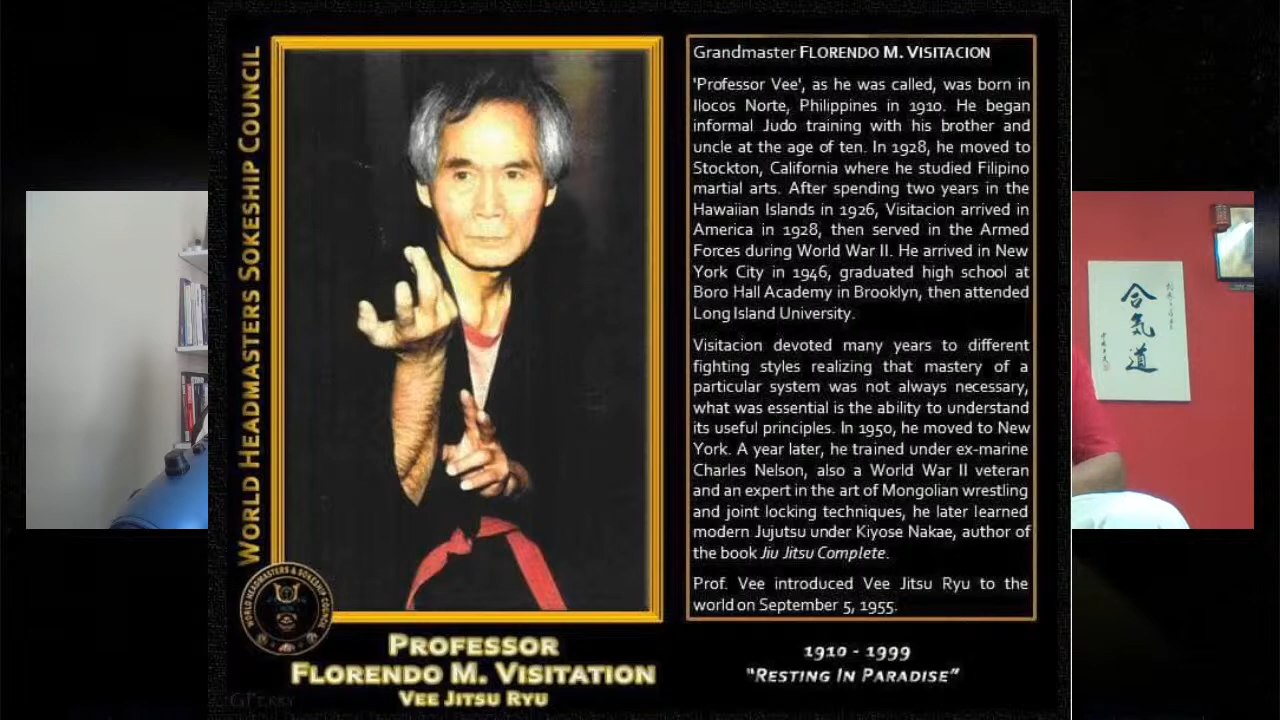 WORLD HEADMASTERS SOKESHIP COUNCIL
WORLD HEADMASTERS & SOKESHIP COUNCIL
PROFESSOR
FLORENDO M. VISITATION
VEE JITSU RYU
GPERRY
Grandmaster FLORENDO M. VISITACION
'Professor Vee', as he was called, was born in
Ilocos Norte, Philippines in 1910. He began
informal Judo training with his brother and
uncle at the age of ten. In 1928, he moved to
Stockton, California where he studied Filipino
martial arts. After spending two years in the
Hawaiian Islands in 1926, Visitacion arrived in
America in 1928, then served in the Armed
Forces during World War II. He arrived in New
York City in 1946, graduated high school at
Boro Hall Academy in Brooklyn, then attended
Long Island University.
Visitacion devoted many years to different
fighting styles realizing that mastery of a
particular system was not always necessary,
what was essential is the ability to understand
its useful principles. In 1950, he moved to New
York. A year later, he trained under ex-marine
Charles Nelson, also a World War II veteran
and an expert in the art of Mongolian wrestling
and joint locking techniques, he later learned
modern Jujutsu under Kiyose Nakae, author of
the book Jiu Jitsu Complete.
Prof. Vee introduced Vee Jitsu Ryu to the
world on September 5, 1955.
1910 - 1999
"RESTING IN PARADISE"
合気道